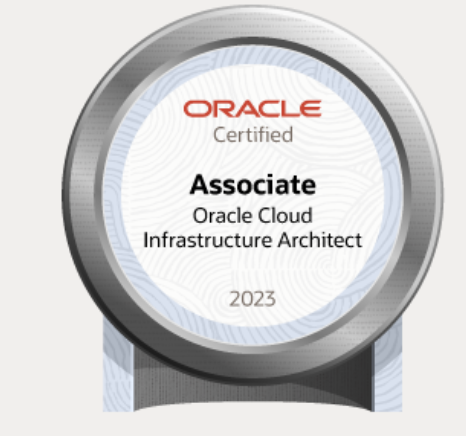 ORACLE
Certified
Associate
Oracle Cloud
Infrastructure Architect
2023